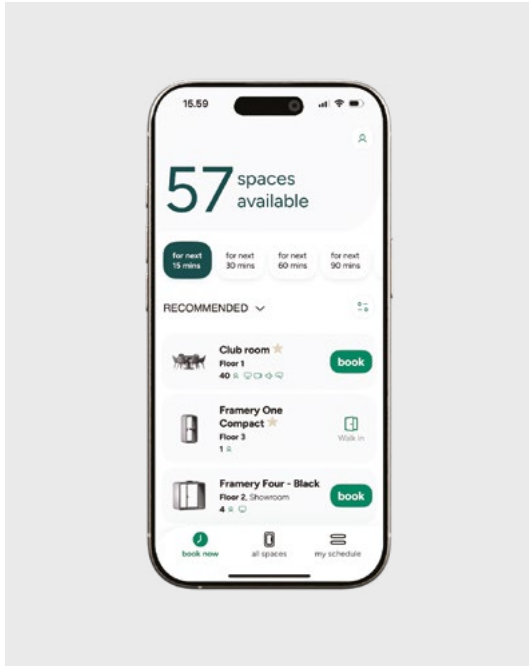 15.59
57 spaces
available
for next
15 mins
for next
30 mins
for next
60 mins
for next
90 mins
RECOMMENDED
Club room
Floor 1
40
book
Framery One
Compact
Floor 3
1
Walk in
Framery Four - Black
Floor 2, Showroom
4
book
book now
all spaces
my schedule